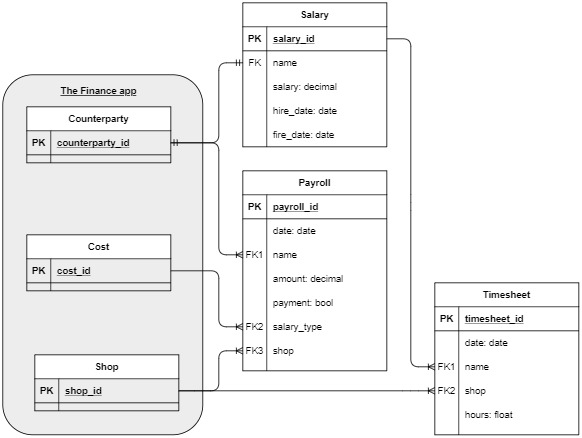 Salary
PK salary_id
FK name
salary: decimal
hire_date: date
fire_date: date
The Finance app
Counterparty
PK counterparty_id
Payroll
PK payroll_id
date: date
FK1 name
amount: decimal
payment: bool
FK2 salary_type
FK3 shop
Cost
PK cost_id
Timesheet
PK timesheet_id
date: date
FK1 name
FK2 shop
hours: float
Shop
PK shop_id